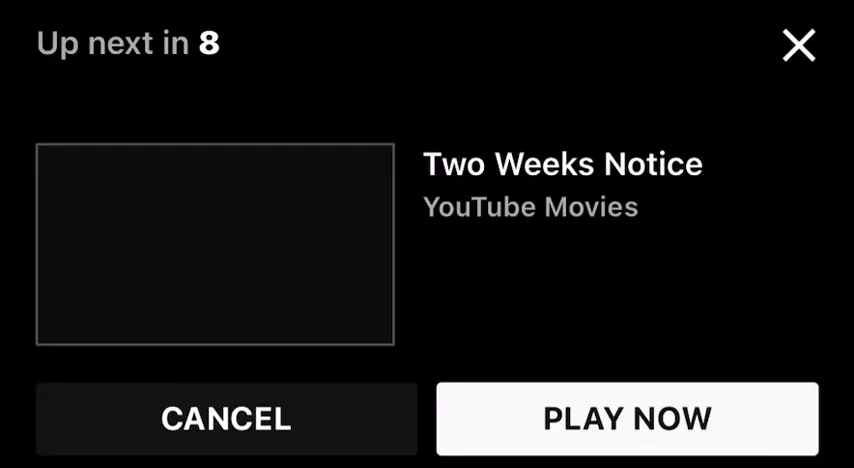 Up next in 8
Two Weeks Notice
YouTube Movies
CANCEL
PLAY NOW